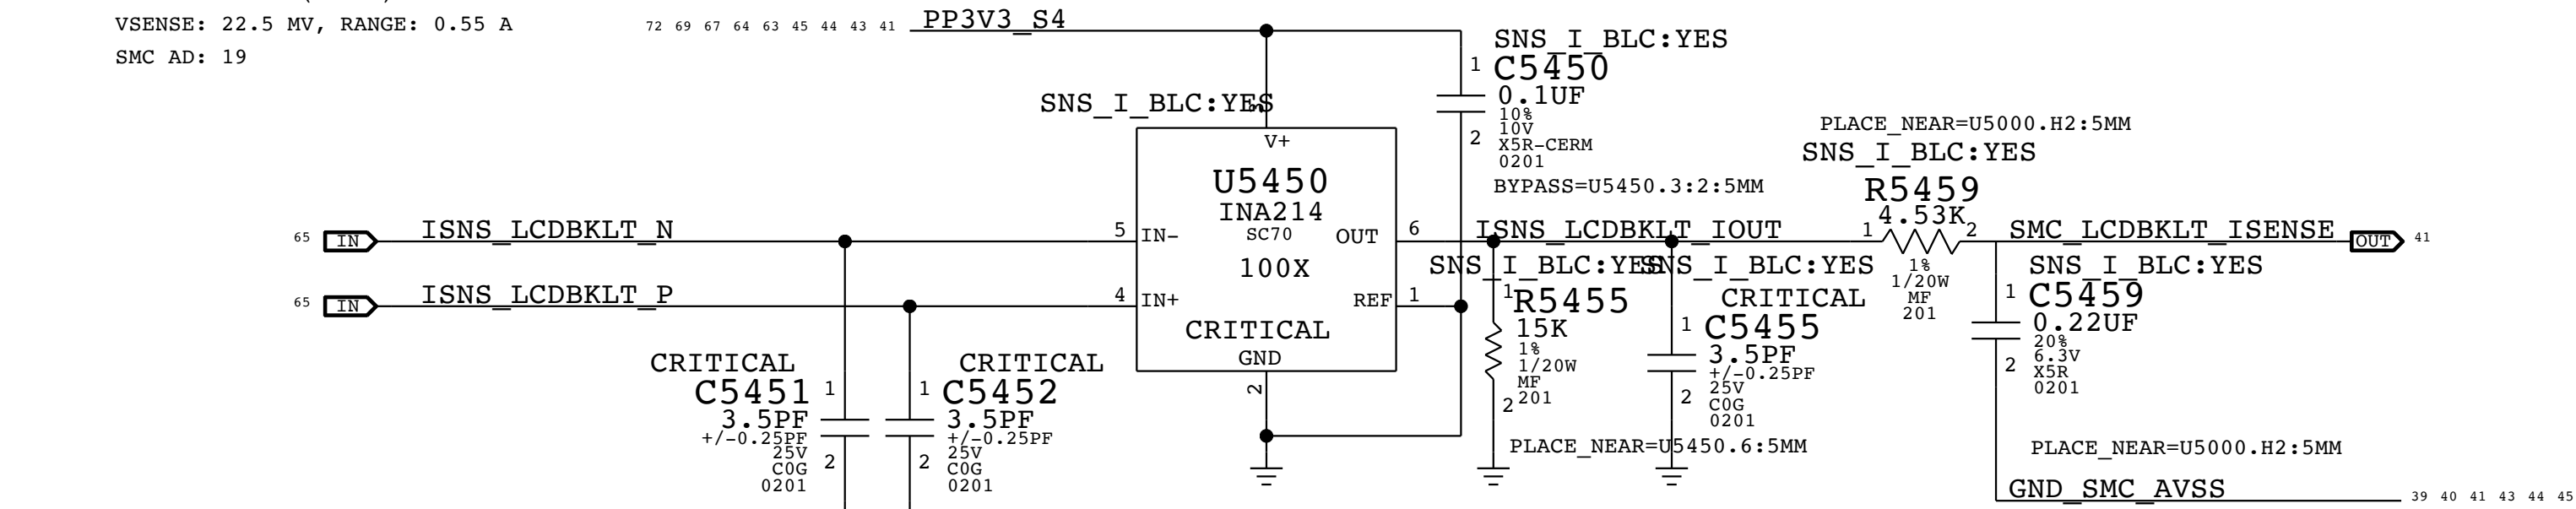 VSENSE: 22.5 MV, RANGE: 0.55 A
SMC AD: 19
72 69 67 64 63 45 44 43 41
PP3V3_S4
SNS_I_BLC:YES
1
C5450
0.1UF
10%
10V
X5R-CERM
0201
2
BYPASS=U5450.3:2:5MM
SNS_I_BLC:YES
3
V+
U5450
INA214
SC70
100X
CRITICAL
GND
2
5
IN-
4
IN+
OUT
6
REF
1
65
IN
ISNS_LCDBKLT_N
65
IN
ISNS_LCDBKLT_P
CRITICAL
C5451
1
3.5PF
+/-0.25PF
25V
C0G
0201
2
CRITICAL
1
C5452
3.5PF
+/-0.25PF
25V
C0G
0201
2
ISNS_LCDBKLT_IOUT
SNS_I_BLC:YES
1
R5455
15K
1%
1/20W
MF
201
2
PLACE_NEAR=U5450.6:5MM
SNS_I_BLC:YES
CRITICAL
1
C5455
3.5PF
+/-0.25PF
25V
C0G
0201
2
PLACE_NEAR=U5000.H2:5MM
SNS_I_BLC:YES
R5459
4.53K
1
2
1%
1/20W
MF
201
SMC_LCDBKLT_ISENSE
OUT
41
SNS_I_BLC:YES
1
C5459
0.22UF
20%
6.3V
X5R
0201
2
PLACE_NEAR=U5000.H2:5MM
GND_SMC_AVSS
39 40 41 43 44 45